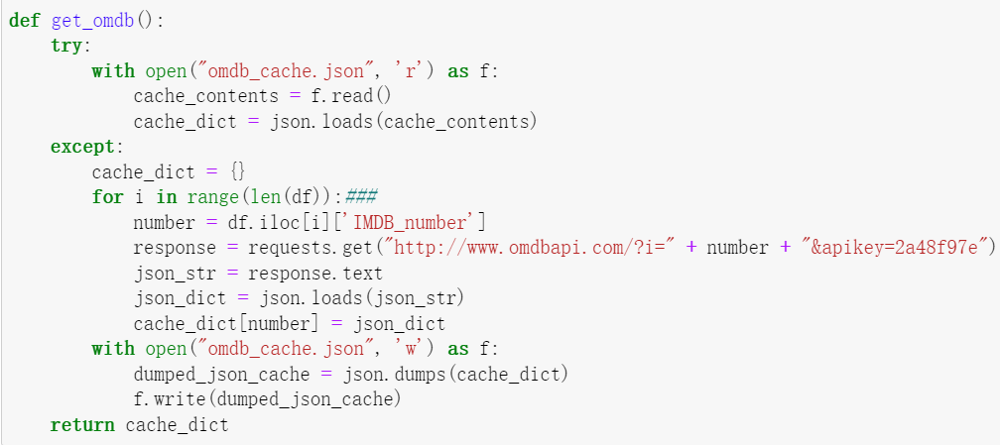 def get_omdb():
    try:
        with open("omdb_cache.json", 'r') as f:
            cache_contents = f.read()
            cache_dict = json.loads(cache_contents)
    except:
        cache_dict = {}
        for i in range(len(df)):###
            number = df.iloc[i]['IMDB_number']
            response = requests.get("http://www.omdbapi.com/?i=" + number + "&apikey=2a48f97e")
            json_str = response.text
            json_dict = json.loads(json_str)
            cache_dict[number] = json_dict
        with open("omdb_cache.json", 'w') as f:
            dumped_json_cache = json.dumps(cache_dict)
            f.write(dumped_json_cache)
    return cache_dict